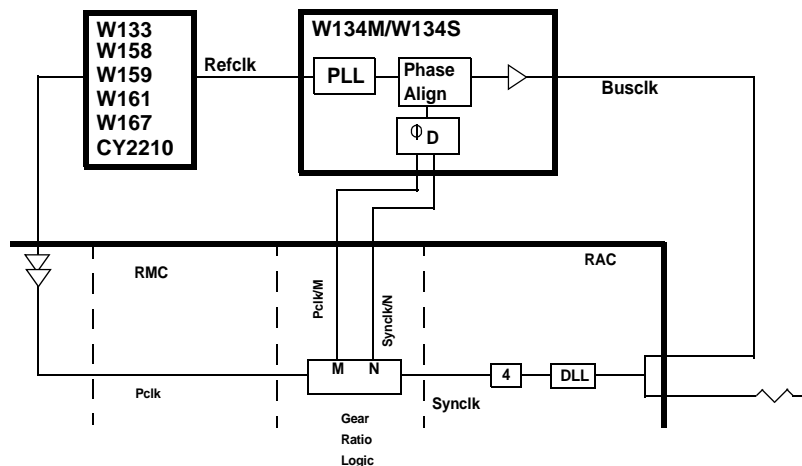 W133
W158
W159
W161
W167
CY2210
Refclk
W134M/W134S
PLL
Phase
Align
Φ D
Busclk
RMC
RAC
Pclk/M
Synclk/N
M N
4
DLL
Pclk
Synclk
Gear
Ratio
Logic